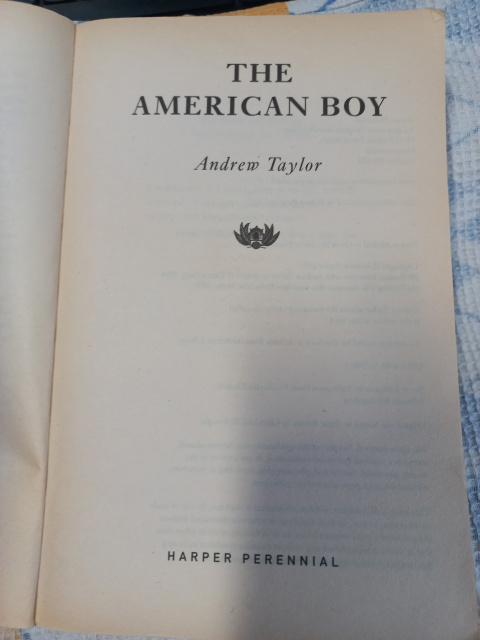 THE
AMERICAN BOY
Andrew Taylor
HARPER PERENNIAL